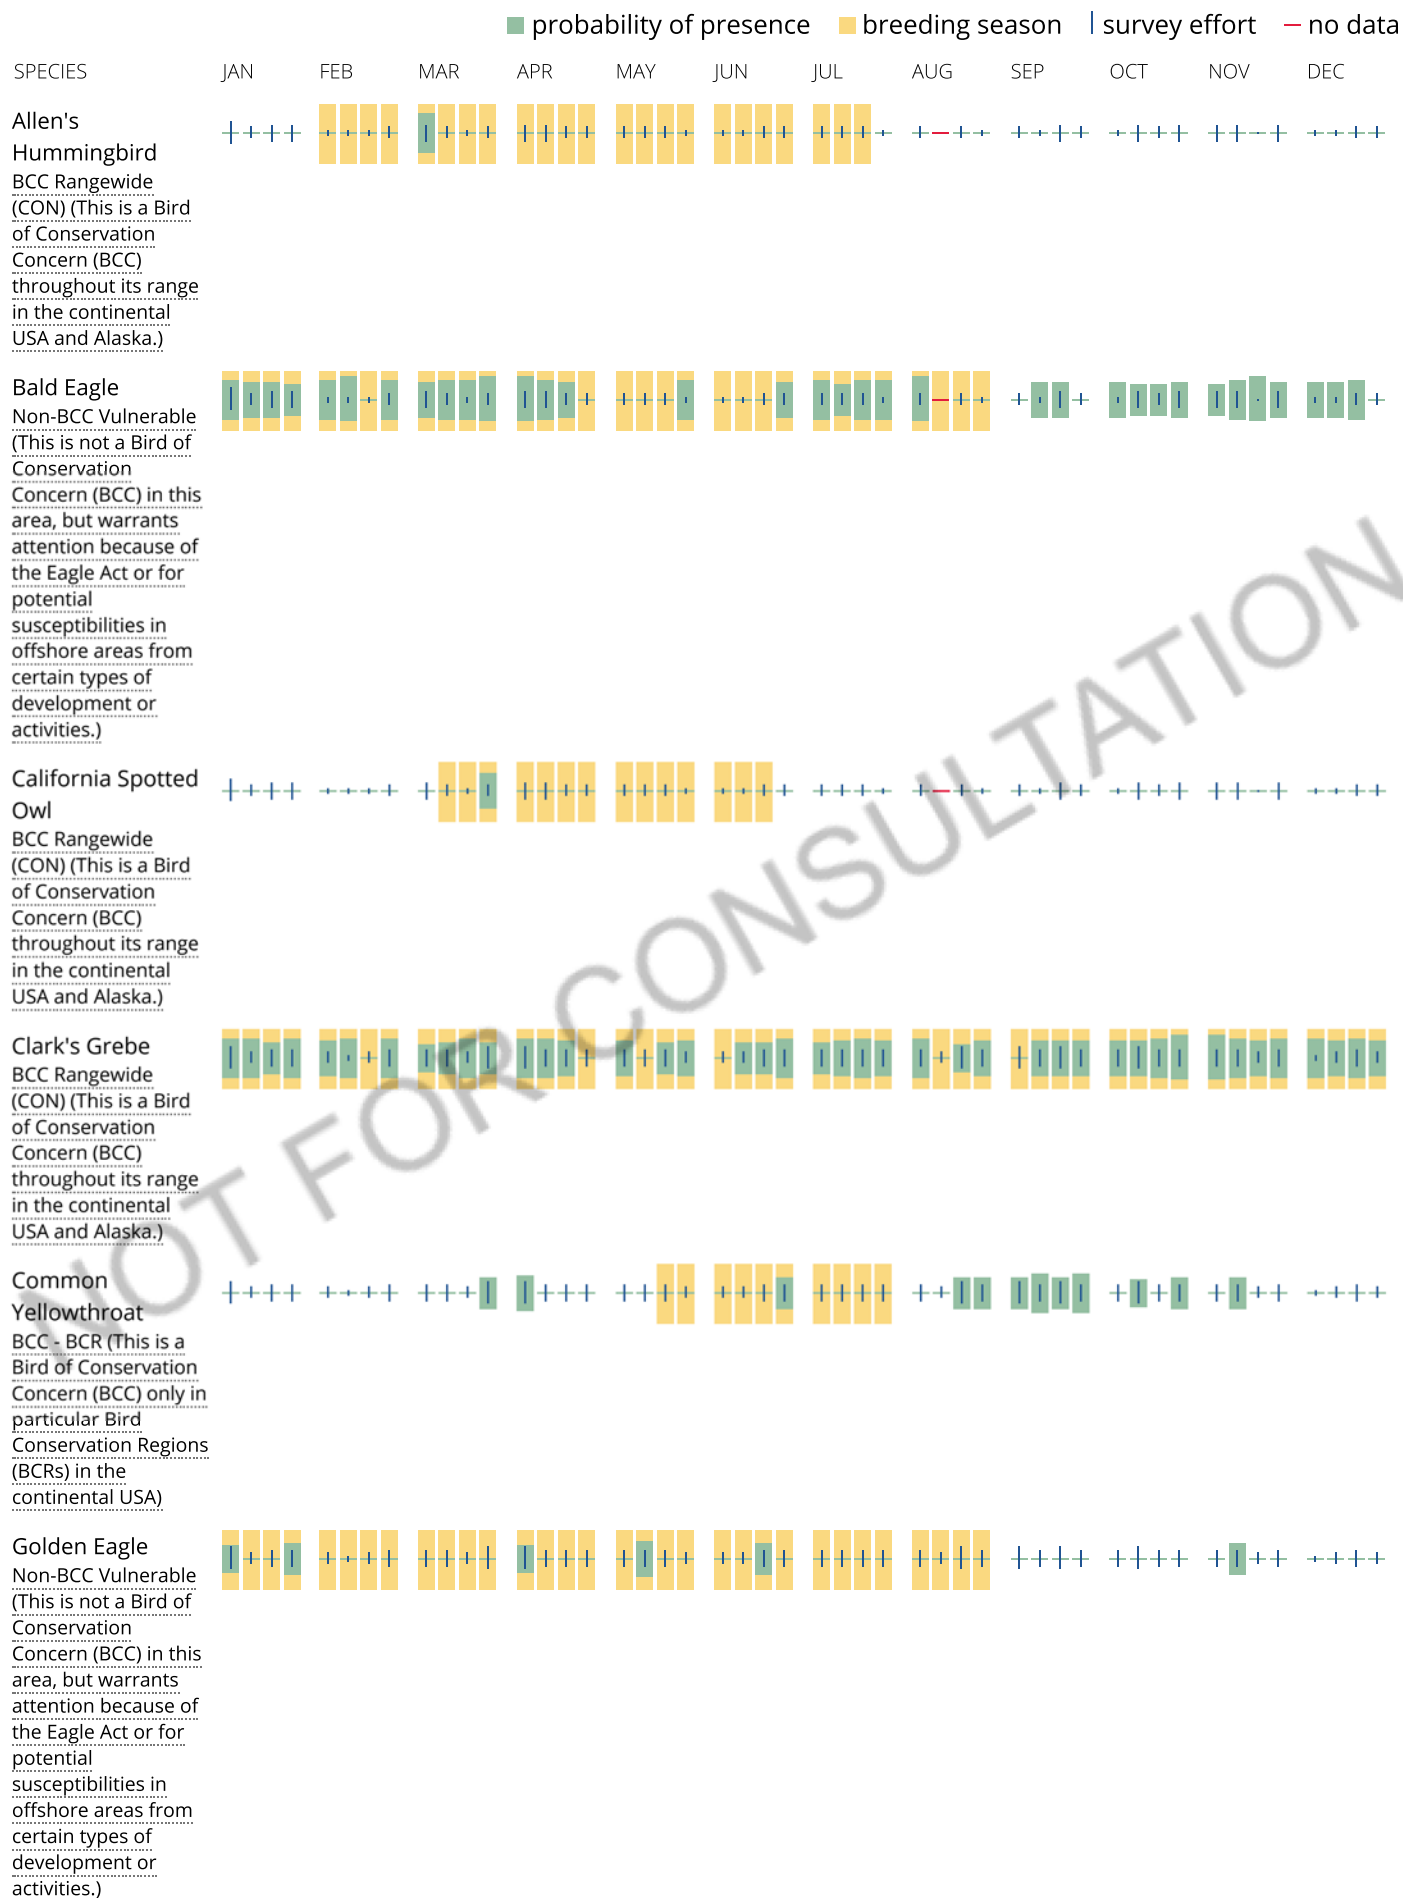 probability of presence breeding season survey effort no data
SPECIES JAN FEB MAR APR MAY JUN JUL AUG SEP OCT NOV DEC
Allen's
Hummingbird
BCC Rangewide
(CON) (This is a Bird
of Conservation
Concern (BCC)
throughout its range
in the continental
USA and Alaska.)
Bald Eagle
Non-BCC Vulnerable
(This is not a Bird of
Conservation
Concern (BCC) in this
area, but warrants
attention because of
the Eagle Act or for
potential
susceptibilities in
offshore areas from
certain types of
development or
activities.)
California Spotted
Owl
BCC Rangewide
(CON) (This is a Bird
of Conservation
Concern (BCC)
throughout its range
in the continental
USA and Alaska.)
Clark's Grebe
BCC Rangewide
(CON) (This is a Bird
of Conservation
Concern (BCC)
throughout its range
in the continental
USA and Alaska.)
Common
Yellowthroat
BCC - BCR (This is a
Bird of Conservation
Concern (BCC) only in
particular Bird
Conservation Regions
(BCRs) in the
continental USA)
Golden Eagle
Non-BCC Vulnerable
(This is not a Bird of
Conservation
Concern (BCC) in this
area, but warrants
attention because of
the Eagle Act or for
potential
susceptibilities in
offshore areas from
certain types of
development or
activities.)
NOT FOR CONSULTATION